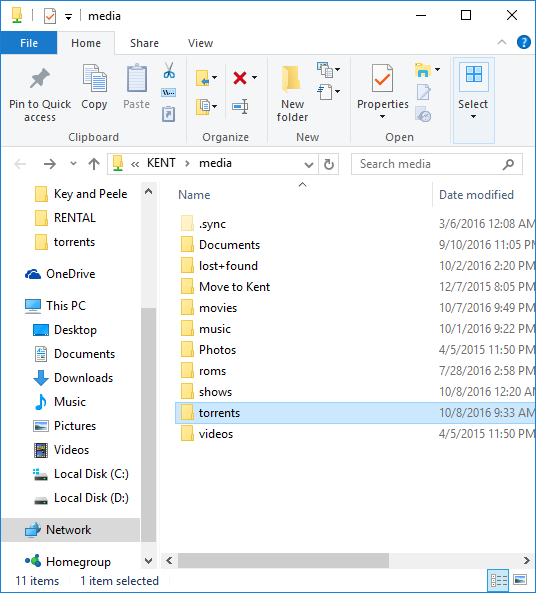 media
File Home Share View
Pin to Quick access Copy Paste New folder Properties Select
Clipboard Organize New Open
KENT media Search media
Name Date modified
Key and Peele
RENTAL
torrents
OneDrive
This PC
Desktop
Documents
Downloads
Music
Pictures
Videos
Local Disk (C:)
Local Disk (D:)
Network
Homegroup
.sync 3/6/2016 12:08 AM
Documents 9/10/2016 11:05 P
lost+found 10/2/2016 2:20 PM
Move to Kent 12/7/2015 8:05 PM
movies 10/7/2016 9:49 PM
music 10/1/2016 9:22 PM
Photos 4/5/2015 11:50 PM
roms 7/28/2016 2:58 PM
shows 10/8/2016 12:20 A
torrents 10/8/2016 9:33 AM
videos 4/5/2015 11:50 PM
11 items 1 item selected